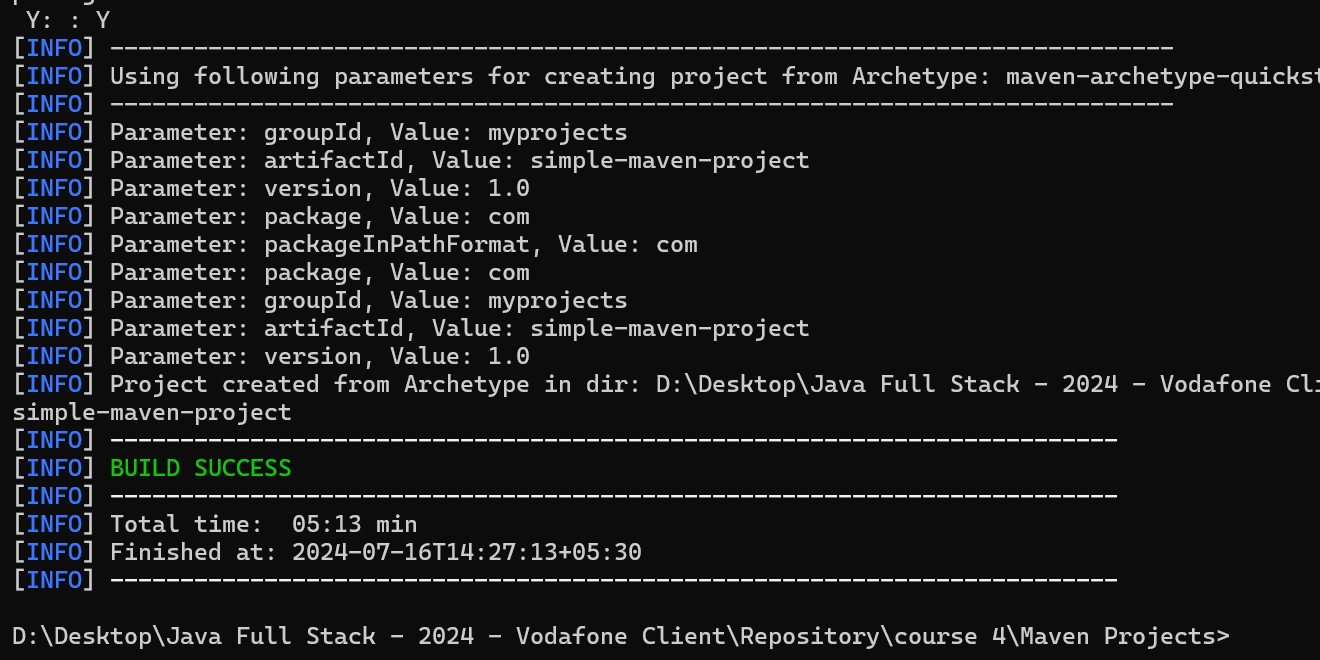 Y: : Y
[INFO] ----------------------------------------------------------------------------
[INFO] Using following parameters for creating project from Archetype: maven-archetype-quickst
[INFO] ----------------------------------------------------------------------------
[INFO] Parameter: groupId, Value: myprojects
[INFO] Parameter: artifactId, Value: simple-maven-project
[INFO] Parameter: version, Value: 1.0
[INFO] Parameter: package, Value: com
[INFO] Parameter: packageInPathFormat, Value: com
[INFO] Parameter: package, Value: com
[INFO] Parameter: groupId, Value: myprojects
[INFO] Parameter: artifactId, Value: simple-maven-project
[INFO] Parameter: version, Value: 1.0
[INFO] Project created from Archetype in dir: D:\Desktop\Java Full Stack - 2024 - Vodafone Cli
simple-maven-project
[INFO] ------------------------------------------------------------------------
[INFO] BUILD SUCCESS
[INFO] ------------------------------------------------------------------------
[INFO] Total time:  05:13 min
[INFO] Finished at: 2024-07-16T14:27:13+05:30
[INFO] ------------------------------------------------------------------------
D:\Desktop\Java Full Stack - 2024 - Vodafone Client\Repository\course 4\Maven Projects>